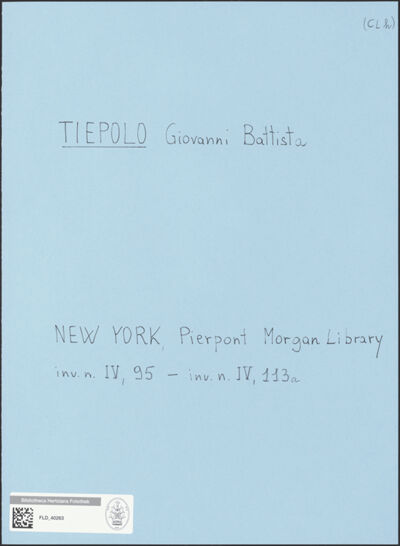 (CLh)
TIEPOLO Giovanni Battista
NEW YORK, Pierpont Morgan Library
inv. n. IV, 95 – inv. n. IV, 113a
Bibliotheca Hertziana Fotothek
FLD_40263